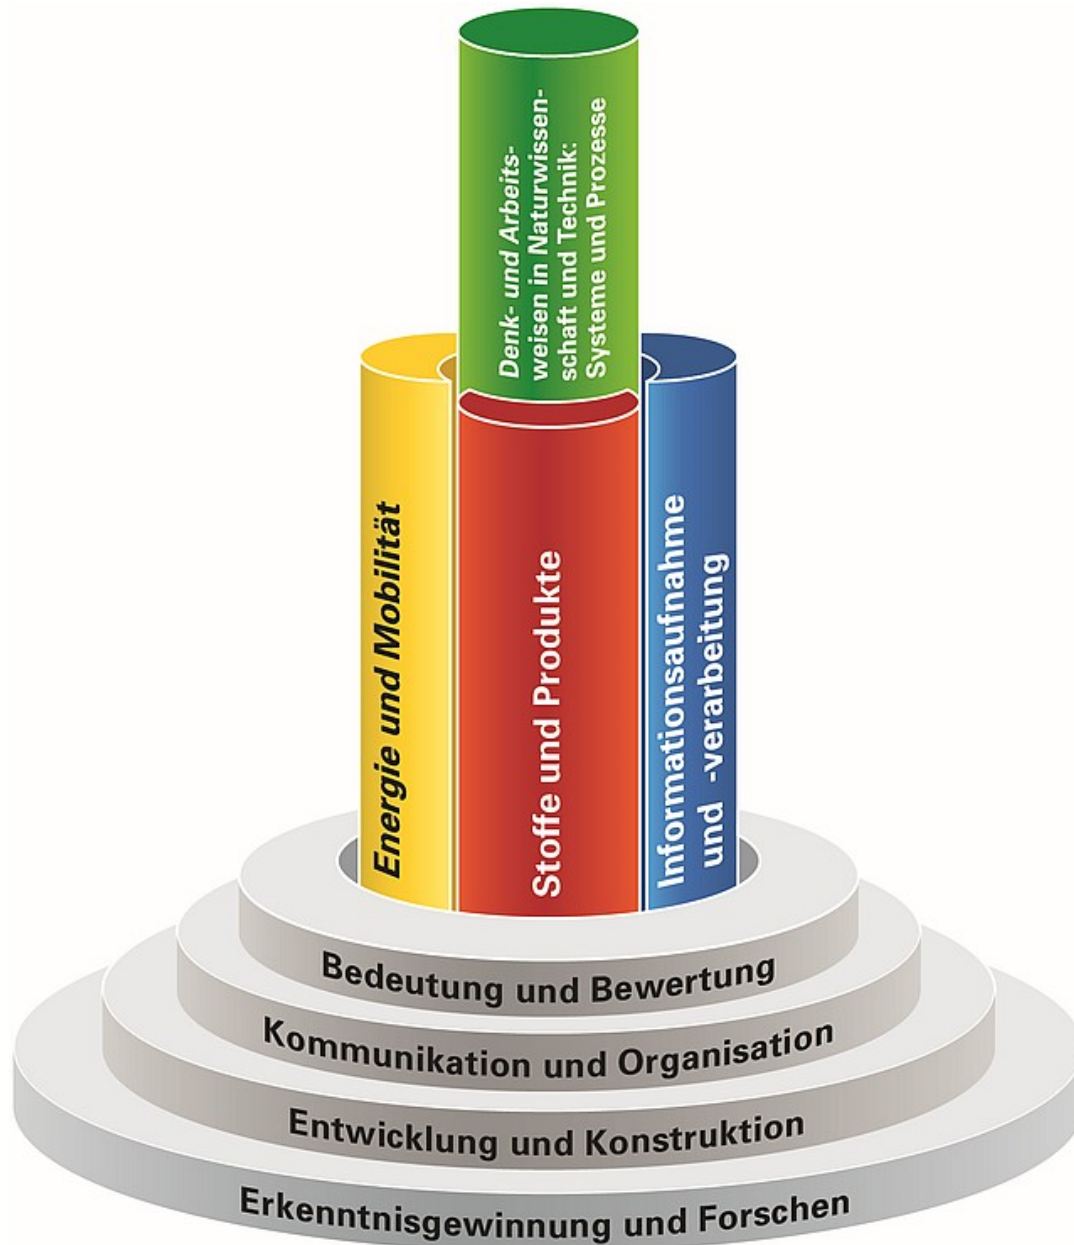 Denk- und Arbeits-
weisen in Naturwissen-
schaft und Technik:
Systeme und Prozesse
Energie und Mobilität
Stoffe und Produkte
Informationsaufnahme
und -verarbeitung
Bedeutung und Bewertung
Kommunikation und Organisation
Entwicklung und Konstruktion
Erkenntnisgewinnung und Forschen